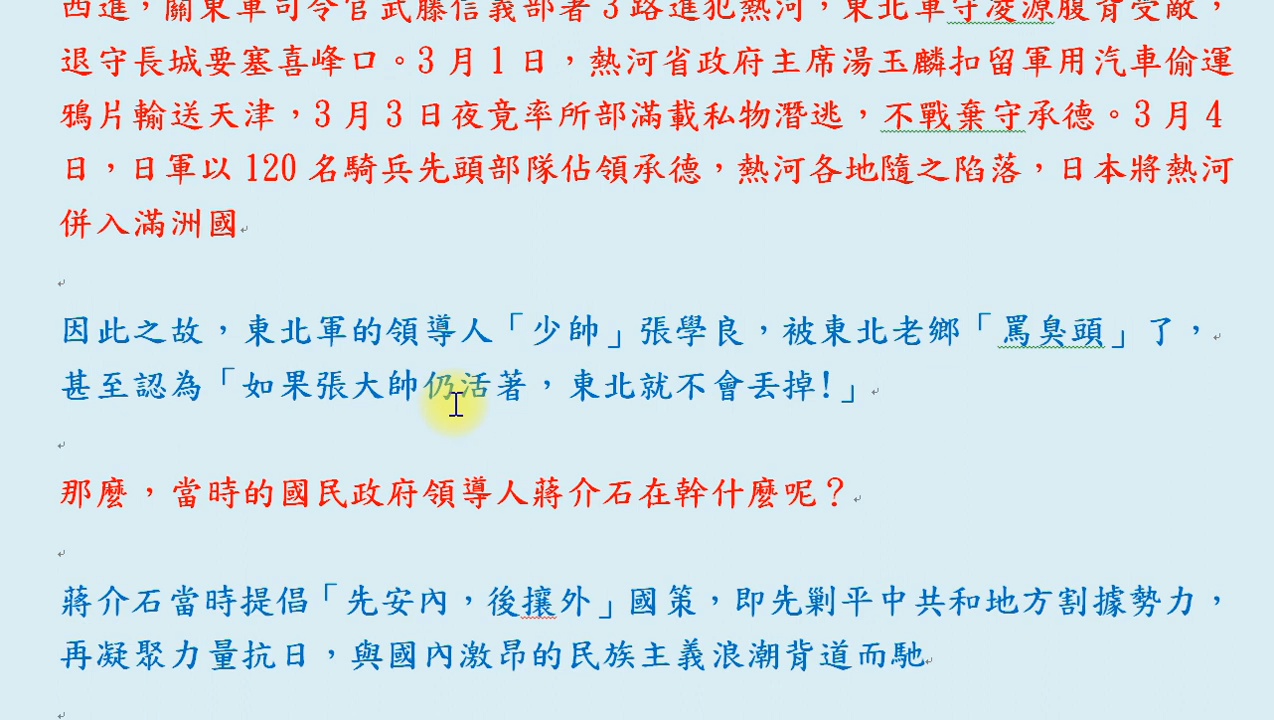 西進，關東軍司令官武藤信義部署3路進犯熱河，東北軍守凌源腹背受敵，
退守長城要塞喜峰口。3月1日，熱河省政府主席湯玉麟扣留軍用汽車偷運
鴉片輸送天津，3月3日夜竟率所部滿載私物潛逃，不戰棄守承德。3月4
日，日軍以120名騎兵先頭部隊佔領承德，熱河各地隨之陷落，日本將熱河
併入滿洲國
因此之故，東北軍的領導人「少帥」張學良，被東北老鄉「罵臭頭」了，
甚至認為「如果張大帥仍活著，東北就不會丟掉!」
那麼，當時的國民政府領導人蔣介石在幹什麼呢？
蔣介石當時提倡「先安內，後攘外」國策，即先剿平中共和地方割據勢力，
再凝聚力量抗日，與國內激昂的民族主義浪潮背道而馳